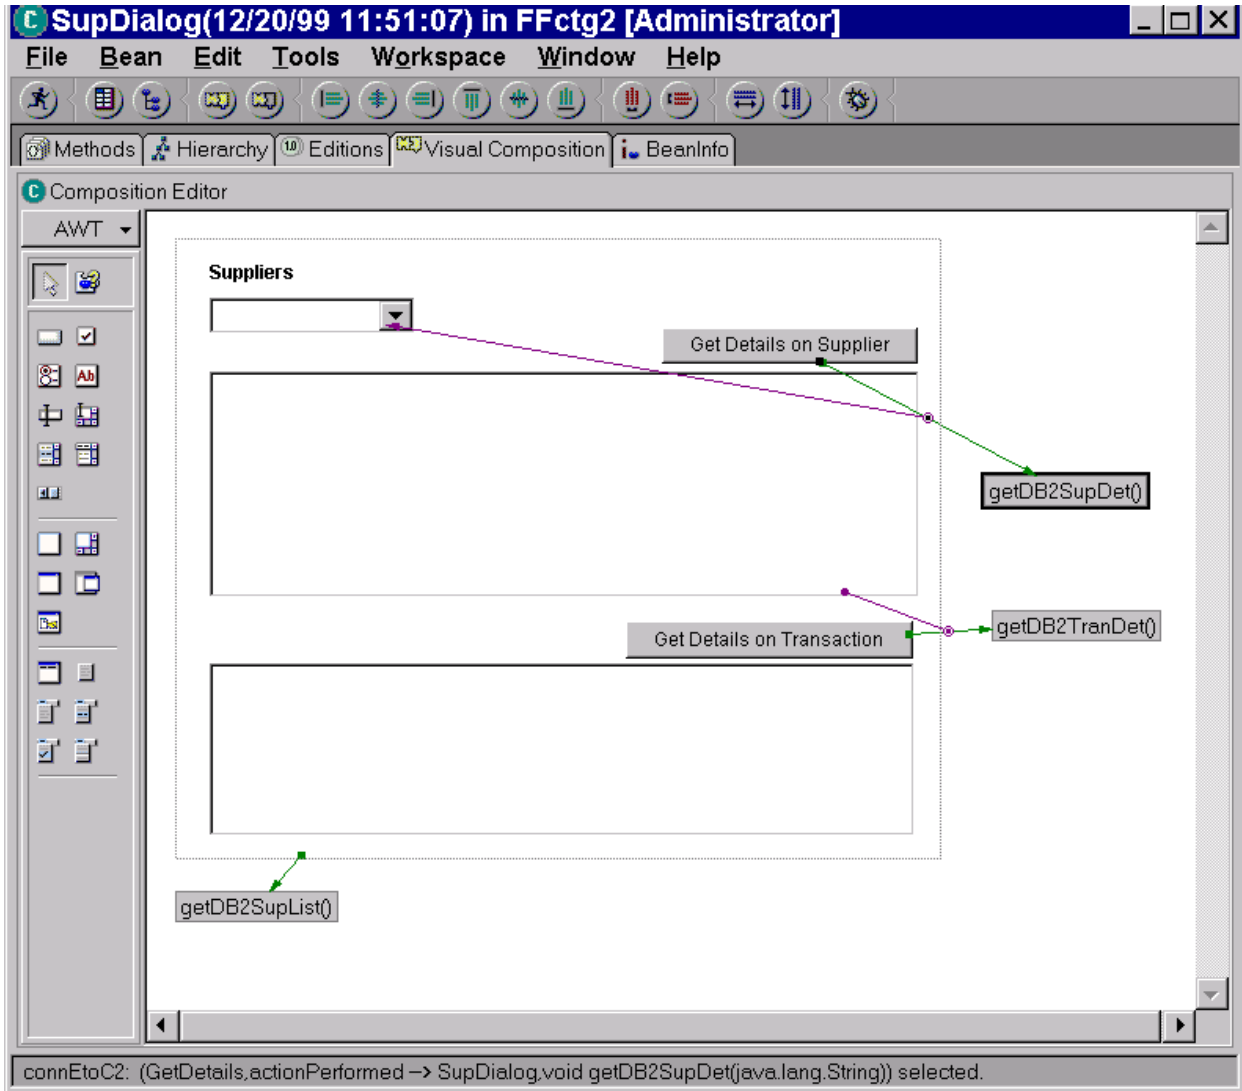 SupDialog(12/20/99 11:51:07) in FFctg2 [Administrator]
File Bean Edit Tools Workspace Window Help
Methods Hierarchy 1.0 Editions Visual Composition BeanInfo
Composition Editor
AWT
Suppliers
Get Details on Supplier
getDB2SupDet()
getDB2TranDet()
Get Details on Transaction
getDB2SupList()
connEtoC2: (GetDetails,actionPerformed -> SupDialog,void getDB2SupDet(java.lang.String)) selected.